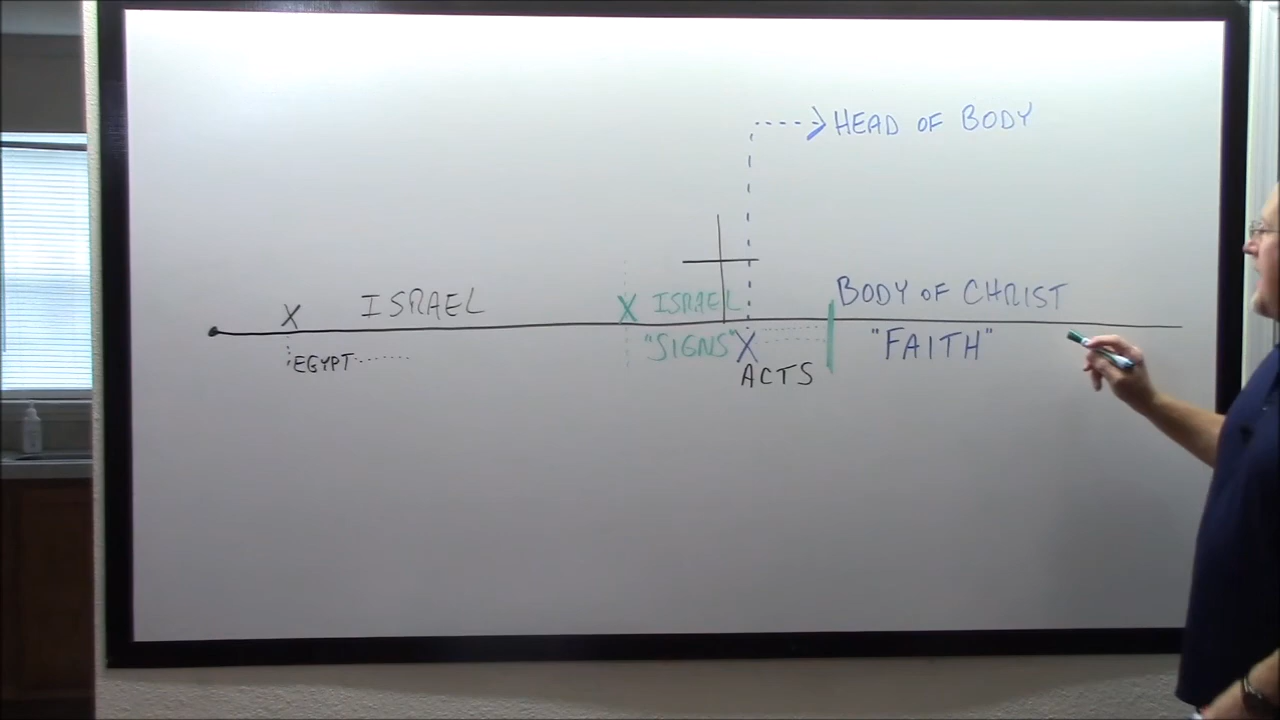 HEAD OF BODY
X ISRAEL X ISRAEL BODY OF CHRIST
EGYPT "SIGNS" X "FAITH"
ACTS